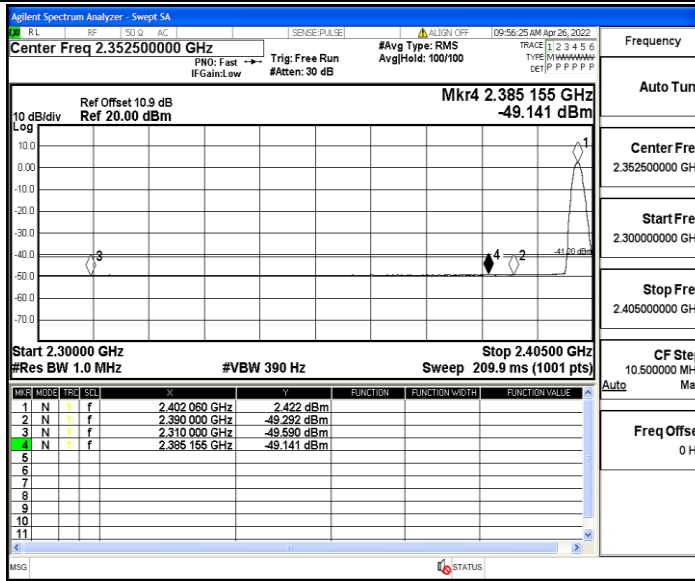 Agilent Spectrum Analyzer - Swept SA
RL RF 50 Ω AC SENSE:PULSE ALIGN OFF 09:56:25 AM Apr 26, 2022
Center Freq 2.352500000 GHz
PNO: Fast
IFGain:Low
Trig: Free Run
#Atten: 30 dB
#Avg Type: RMS
Avg|Hold: 100/100
TRACE 1 2 3 4 5 6
TYPE M
DET P P P P P P
Ref Offset 10.9 dB
10 dB/div Ref 20.00 dBm
Log
Mkr4 2.385 155 GHz
-49.141 dBm
10.0
0.00
-10.0
-20.0
-30.0
-40.0
-50.0
-60.0
-70.0
1
3
4
2
-41.20 dBm
Start 2.30000 GHz Stop 2.40500 GHz
#Res BW 1.0 MHz #VBW 390 Hz Sweep 209.9 ms (1001 pts)
MKR MODE TRC SCL X Y FUNCTION FUNCTION WIDTH FUNCTION VALUE
1 N 1 f 2.402 060 GHz 2.422 dBm
2 N 1 f 2.390 000 GHz -49.292 dBm
3 N 1 f 2.310 000 GHz -49.590 dBm
4 N 1 f 2.385 155 GHz -49.141 dBm
5
6
7
8
9
10
11
MSG STATUS
Frequency
Auto Tun
Center Fre
2.352500000 GH
Start Fre
2.300000000 GH
Stop Fre
2.405000000 GH
CF Ste
10.500000 MH
Auto Ma
Freq Offse
0 H